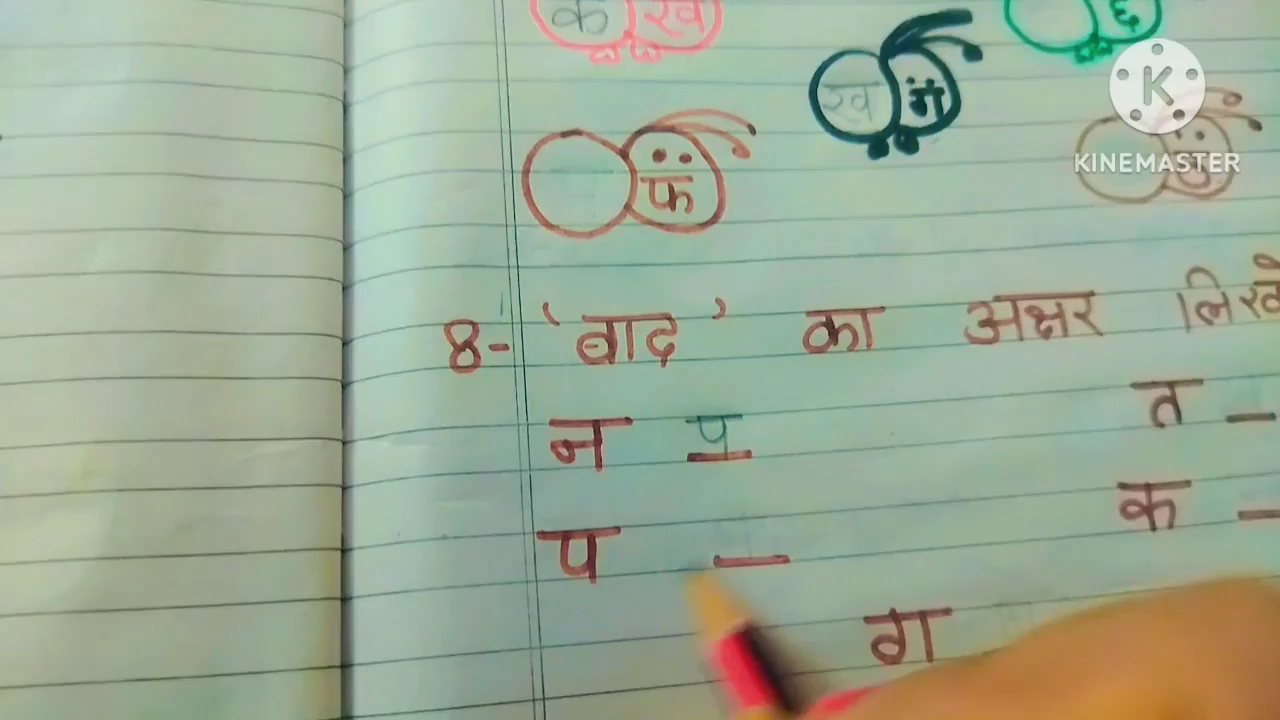 क ख
ख ग
छ
K
KINEMASTER
फ
8- 'बाद' का अक्षर लिखें
न प त _
प _ क _
ग